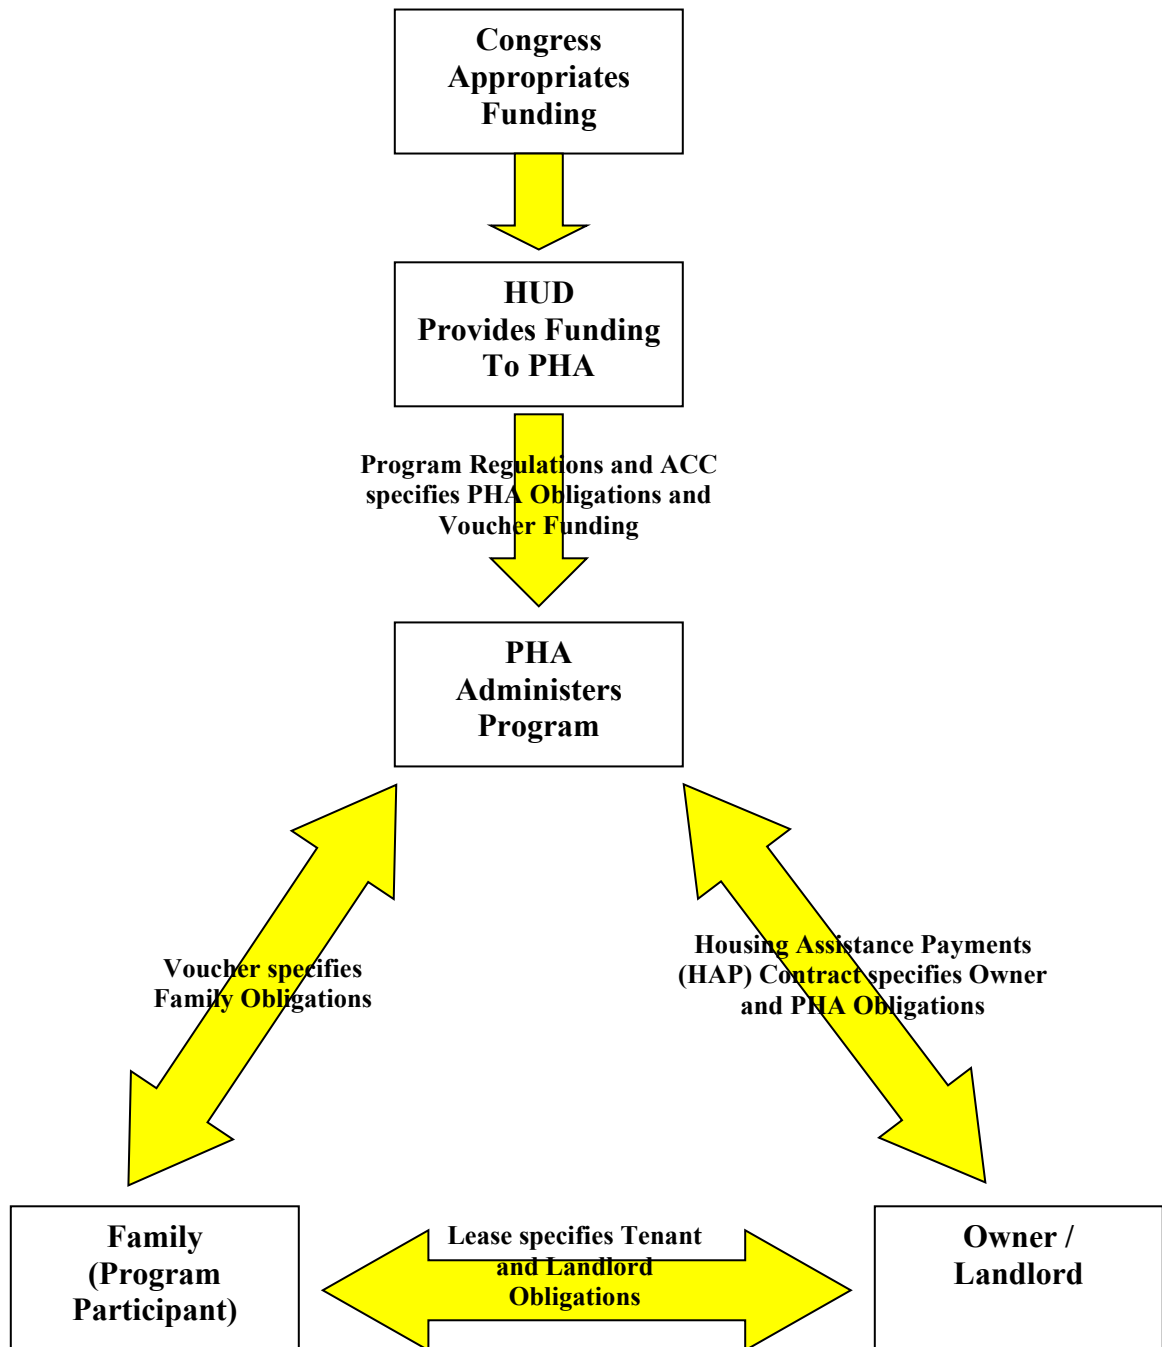 Congress
Appropriates
Funding
HUD
Provides Funding
To PHA
Program Regulations and ACC
specifies PHA Obligations and
Voucher Funding
PHA
Administers
Program
Voucher specifies
Family Obligations
Housing Assistance Payments
(HAP) Contract specifies Owner
and PHA Obligations
Family
(Program
Participant)
Lease specifies Tenant
and Landlord
Obligations
Owner /
Landlord